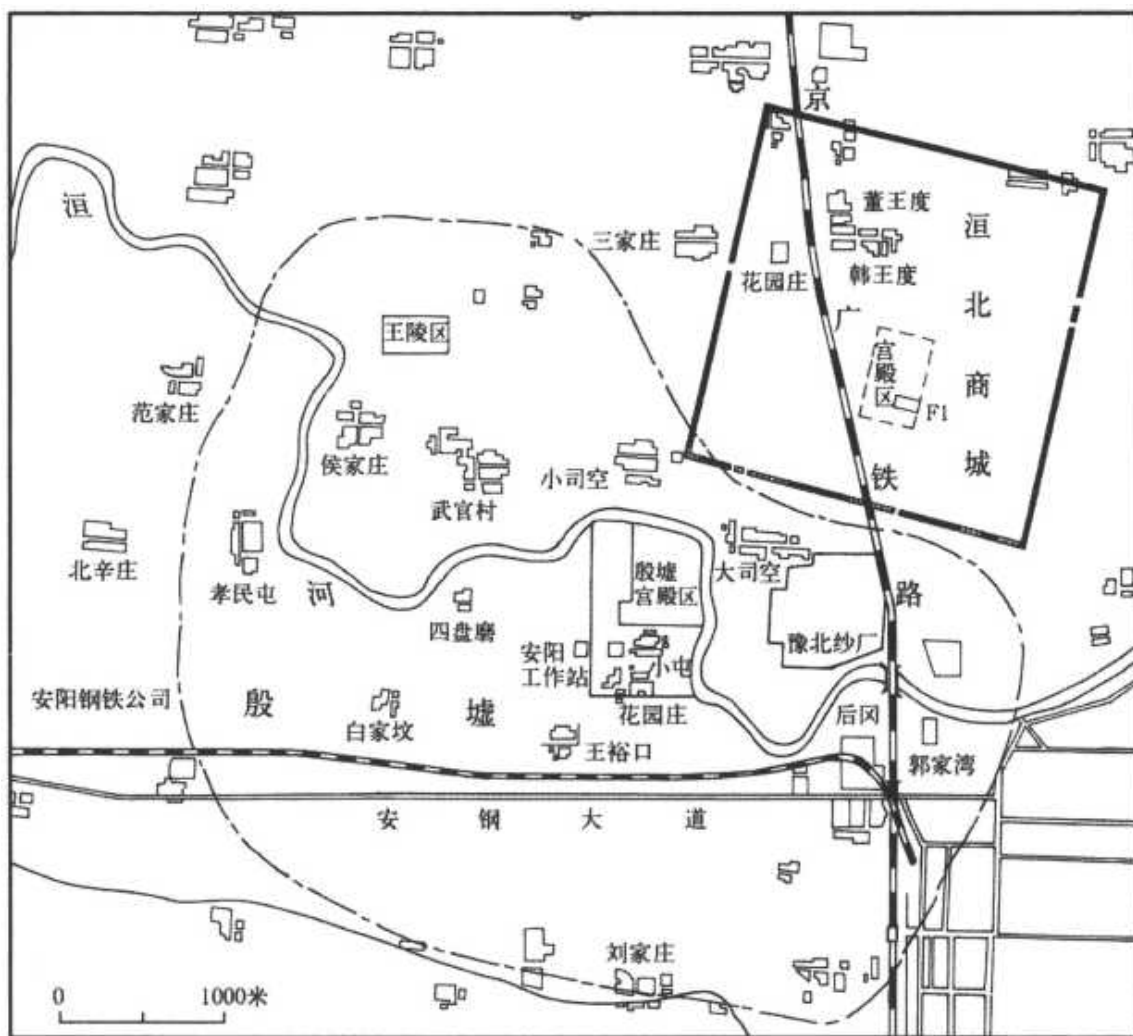 京广铁路
洹河
三家庄
董王度
花园庄
韩王度
洹北商城
王陵区
宫殿区
F1
范家庄
侯家庄
武官村
小司空
北辛庄
孝民屯
四盘磨
殷墟
宫殿区
大司空
豫北纱厂
安阳
工作站
小屯
安阳钢铁公司
殷墟
白家坟
花园庄
王裕口
后冈
郭家湾
安钢大道
刘家庄
0 1000米